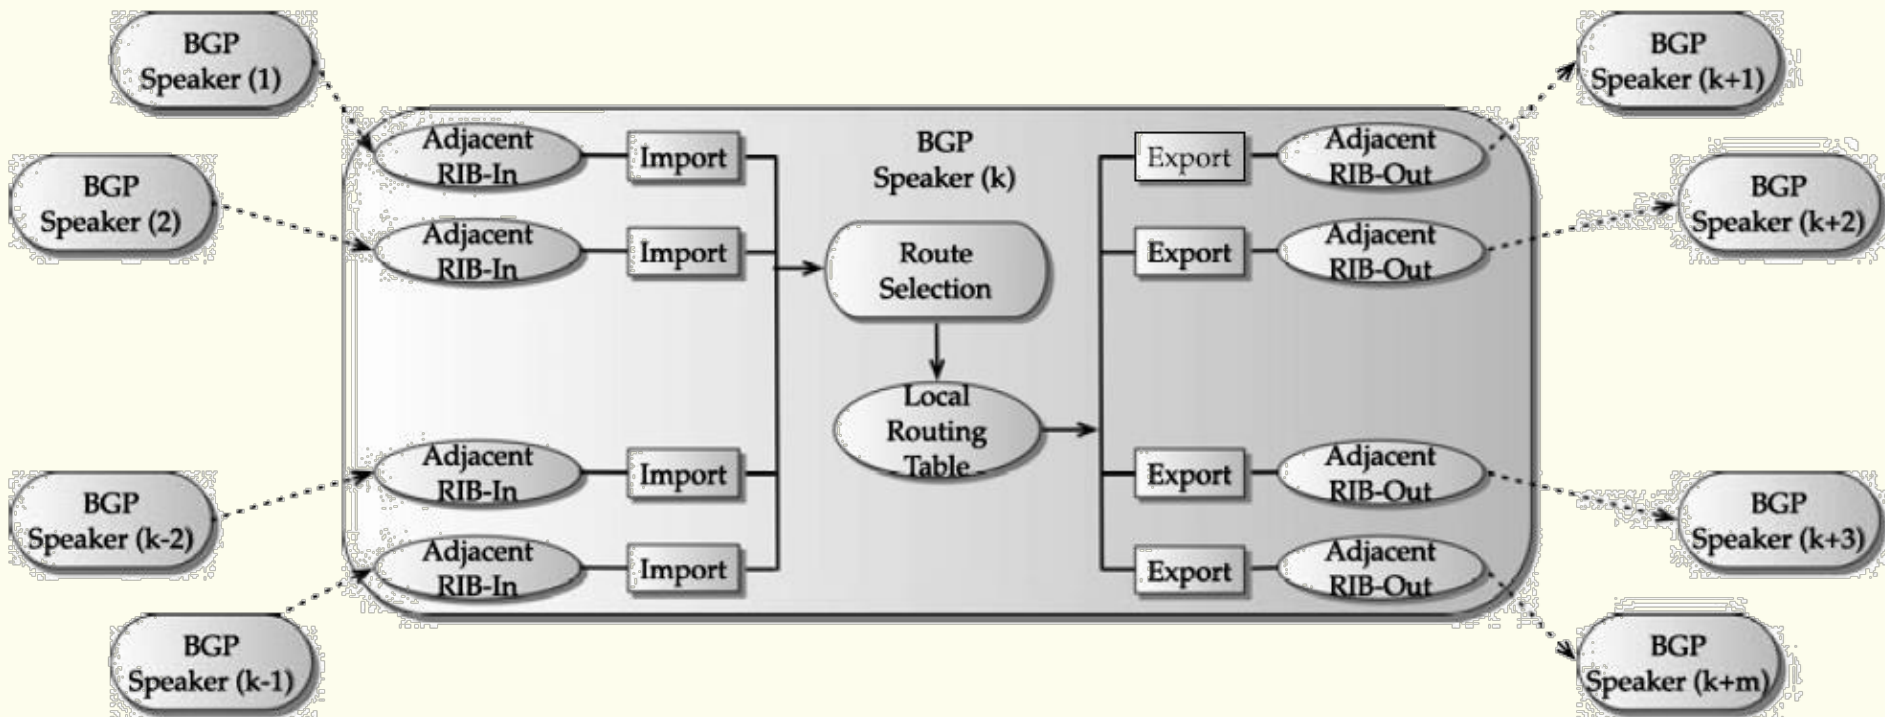 BGP
Speaker (1)
BGP
Speaker (2)
BGP
Speaker (k-2)
BGP
Speaker (k-1)
Adjacent
RIB-In
Import
Adjacent
RIB-In
Import
Adjacent
RIB-In
Import
Adjacent
RIB-In
Import
BGP
Speaker (k)
Route
Selection
Local
Routing
Table
Export
Adjacent
RIB-Out
Export
Adjacent
RIB-Out
Export
Adjacent
RIB-Out
Export
Adjacent
RIB-Out
BGP
Speaker (k+1)
BGP
Speaker (k+2)
BGP
Speaker (k+3)
BGP
Speaker (k+m)